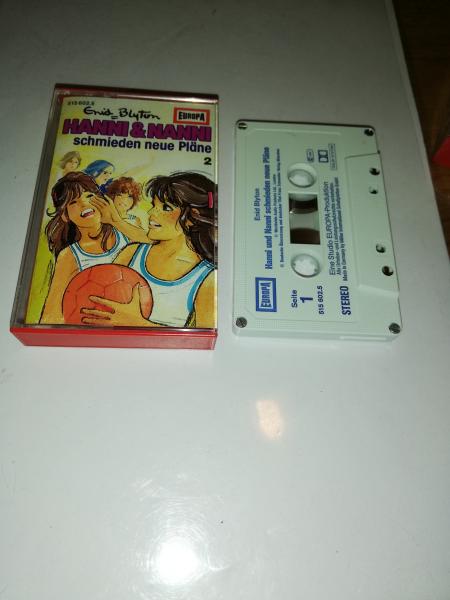 515 602.5
Enid Blyton
EUROPA
HANNI & NANNI
schmieden neue Pläne
2
Enid Blyton
Hanni und Nanni schmieden neue Pläne
EUROPA
Seite
1
515 602.5
Eine Studio EUROPA-Produktion
STEREO